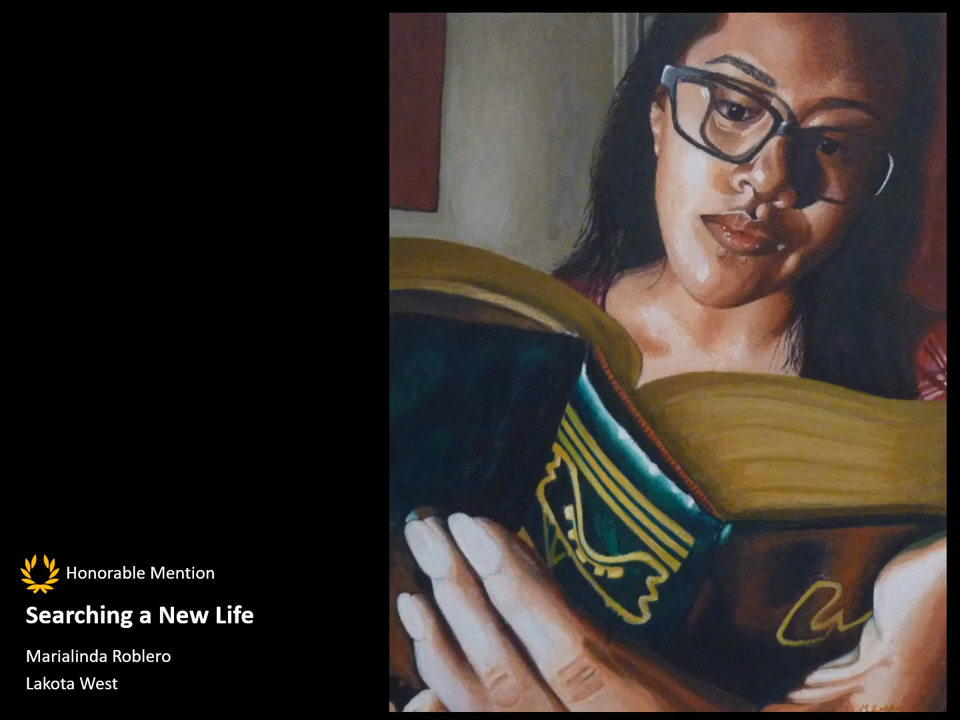 Honorable Mention
Searching a New Life
Marialinda Roblero
Lakota West